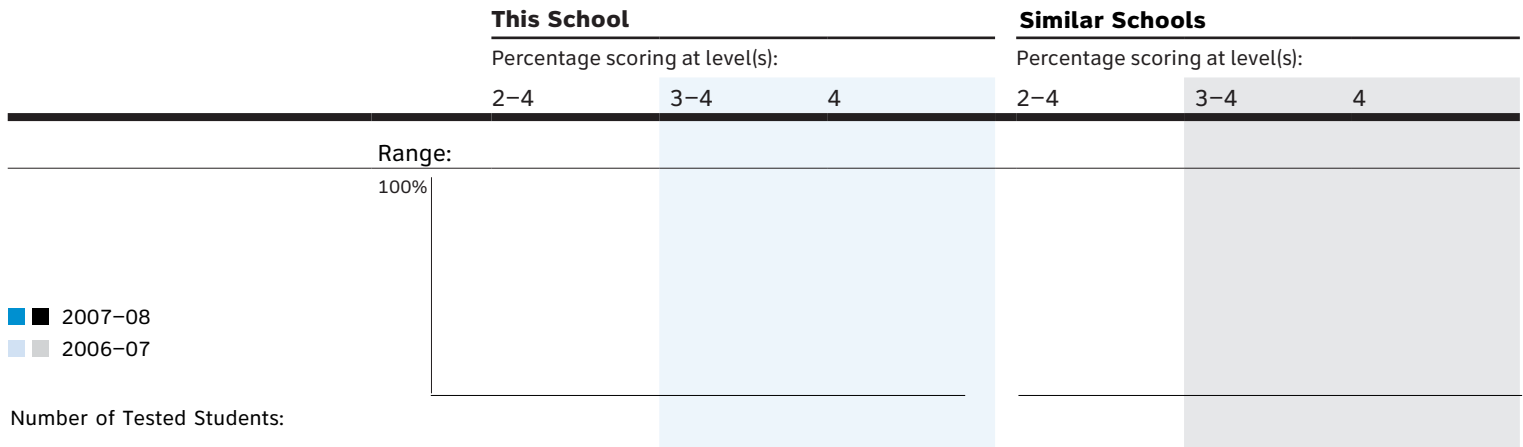 This School Similar Schools
Percentage scoring at level(s): Percentage scoring at level(s):
2–4 3–4 4 2–4 3–4 4
Range:
100%
2007–08
2006–07
Number of Tested Students: